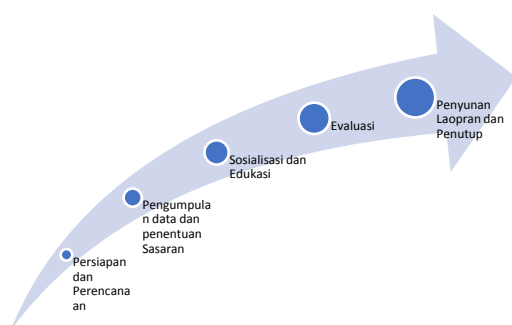 Persiapan
dan
Perencana
an
Pengumpula
n data dan
penentuan
Sasaran
Sosialisasi dan
Edukasi
Evaluasi
Penyunan
Laopran dan
Penutup